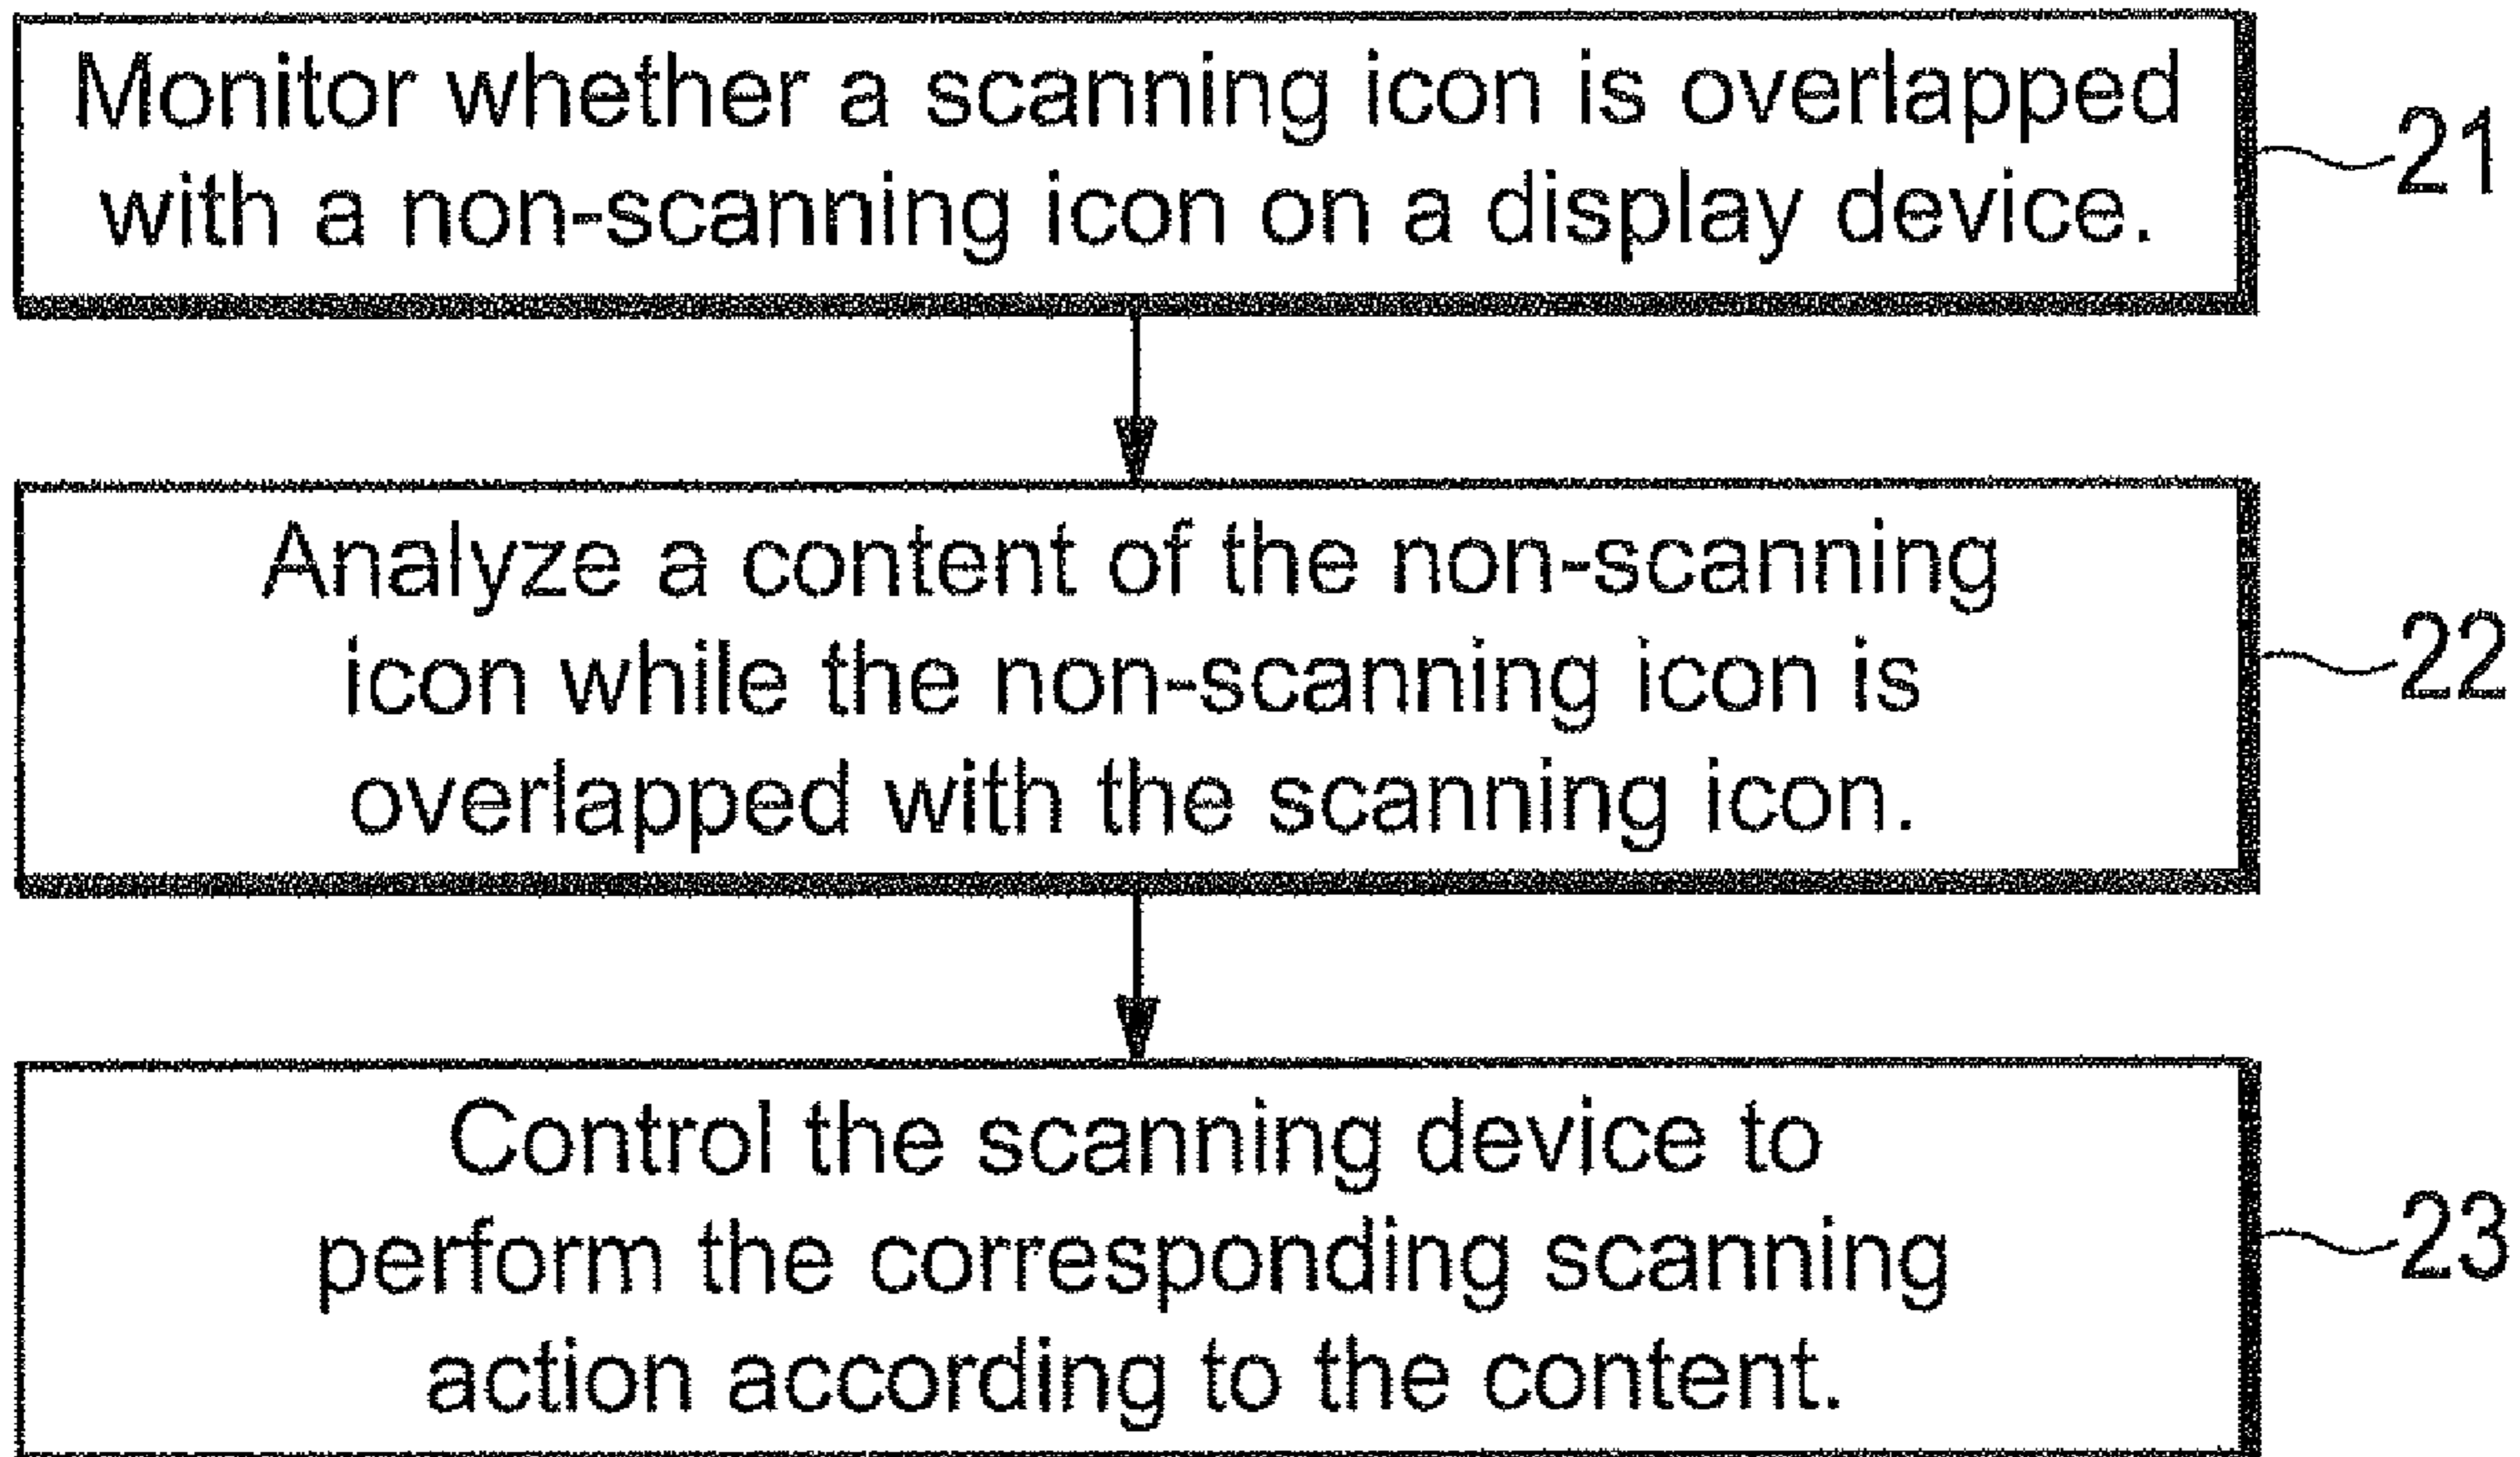 Monitor whether a scanning icon is overlapped
with a non-scanning icon on a display device.
21
Analyze a content of the non-scanning
icon while the non-scanning icon is
overlapped with the scanning icon.
22
Control the scanning device to
perform the corresponding scanning
action according to the content.
23